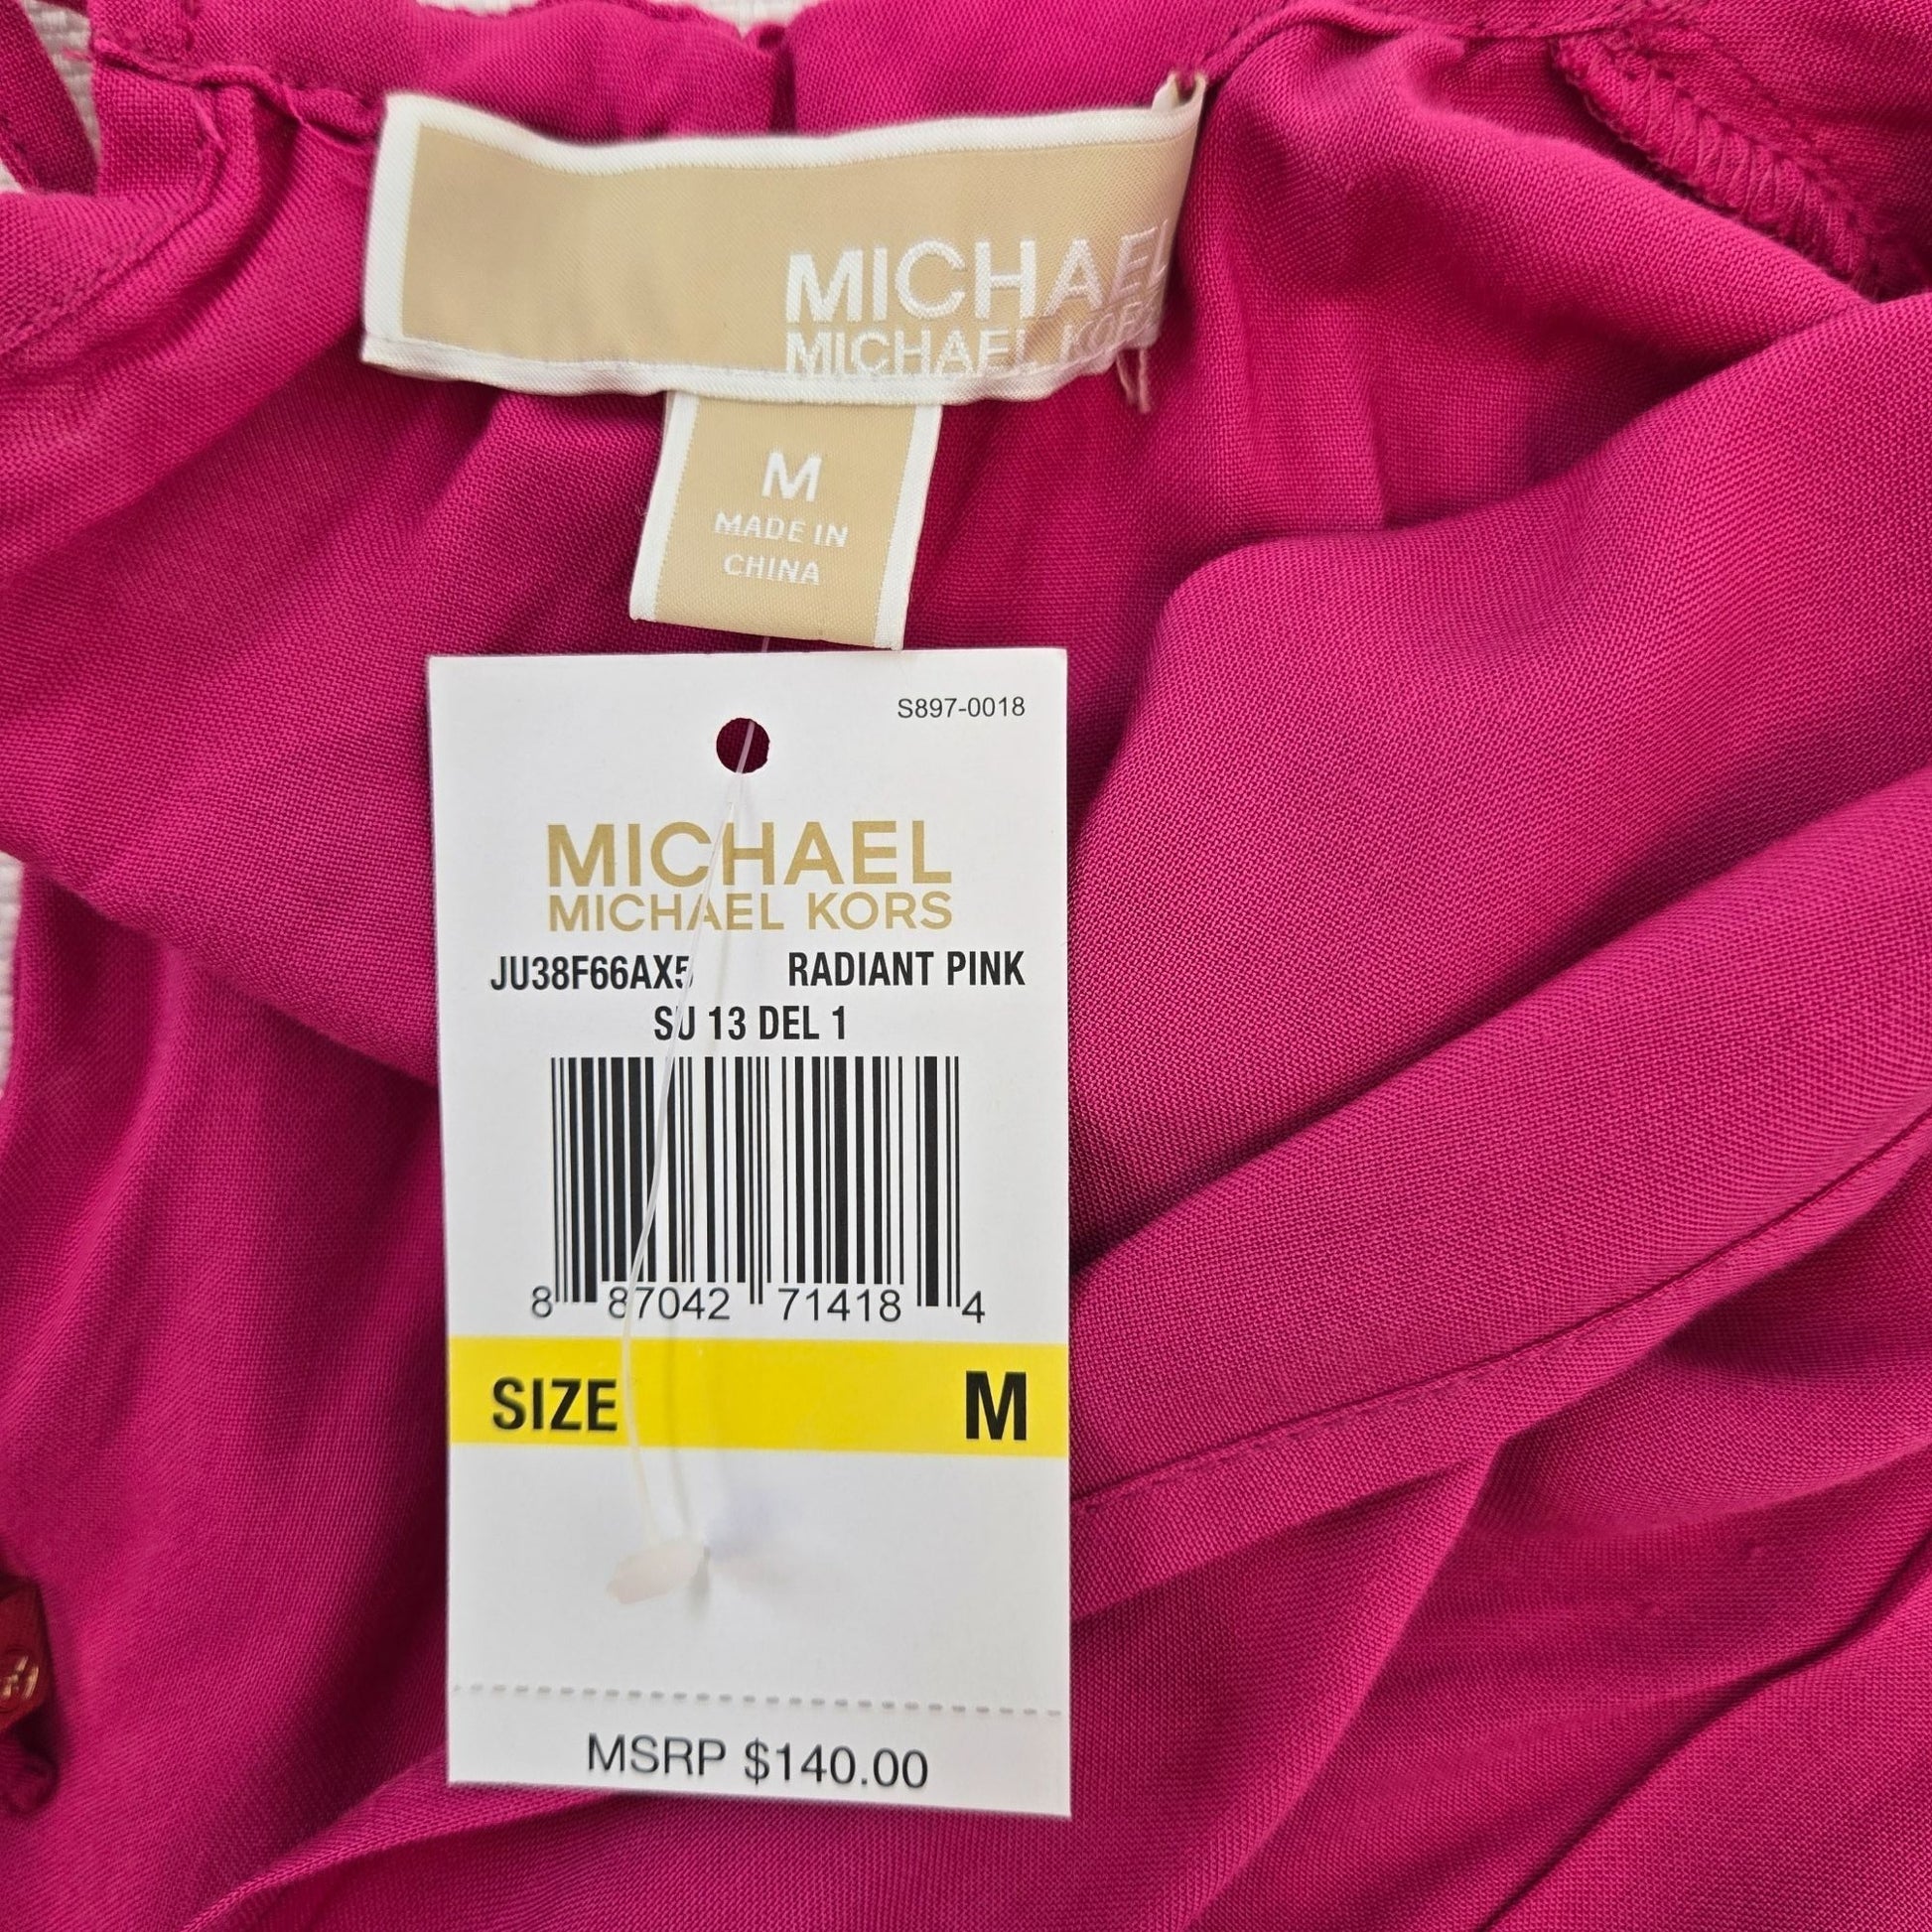 MICHAEL
MICHAEL KORS
M
MADE IN
CHINA
S897-0018
MICHAEL
MICHAEL KORS
JU38F66AX5 RADIANT PINK
SU 13 DEL 1
8 87042 71418 4
SIZE M
MSRP $140.00